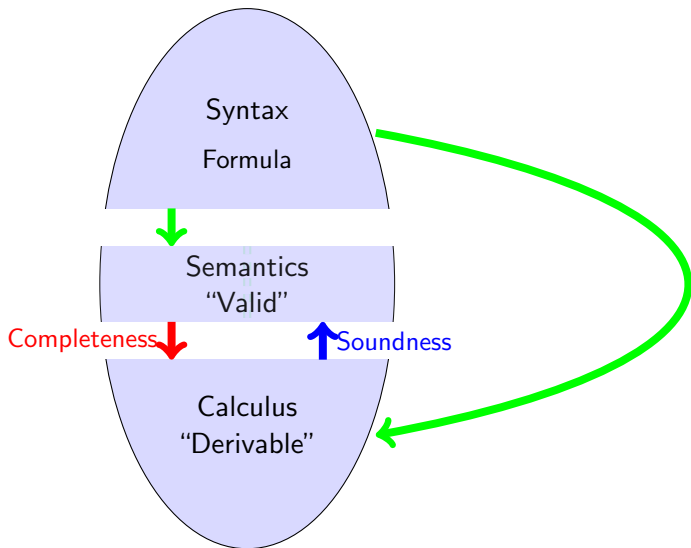 Syntax
Formula
Semantics
“Valid”
Completeness
Soundness
Calculus
“Derivable”